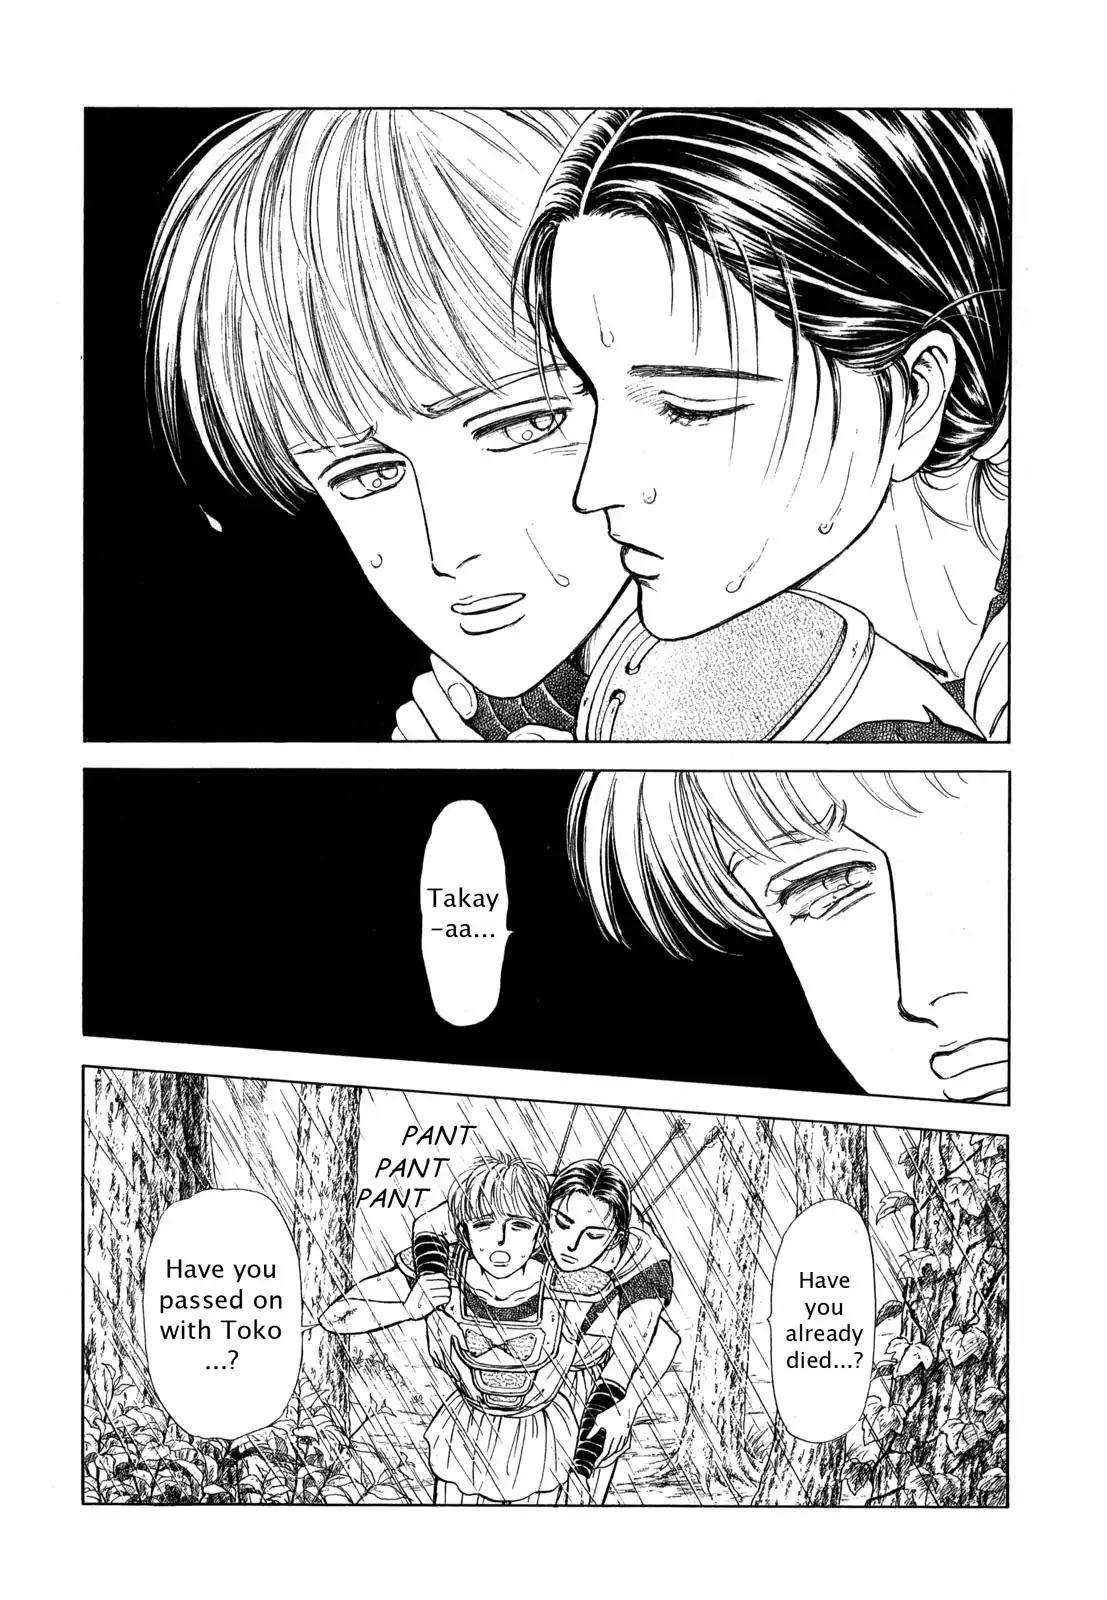 Takay
-aa...
PANT
PANT
PANT
Have
you
already
died...?
Have you
passed on
with Toko
...?